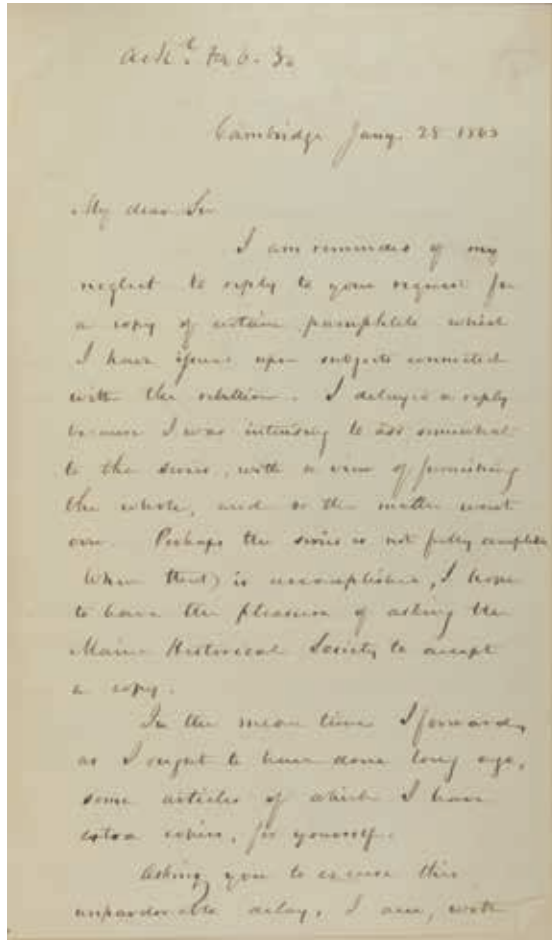 Ack.d Feb 6. 3.
Cambridge Jany. 28 1863
My dear Sir
I am reminded of my
neglect to reply to your request for
a copy of certain pamphlets which
I have issued upon subjects connected
with the rebellion. I delayed a reply
because I was intending to add somewhat
to the series, with a view of furnishing
the whole, and so the matter went
over. Perhaps the series is not fully complete
When that is accomplished, I hope
to have the pleasure of asking the
Maine Historical Society to accept
a copy.
In the mean time I forward,
as I ought to have done long ago,
some articles of which I have
extra copies, for yourself.
Asking you to excuse this
unpardonable delay, I am, with